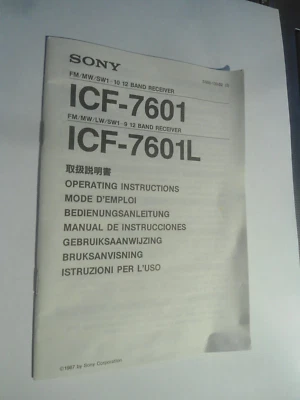 SONY
FM/MW/SW1-10 12 BAND RECEIVER
ICF-7601
FM/MW/LW/SW1-9 12 BAND RECEIVER
ICF-7601L
取扱説明書
OPERATING INSTRUCTIONS
MODE D'EMPLOI
BEDIENUNGSANLEITUNG
MANUAL DE INSTRUCCIONES
GEBRUIKSAANWIJZING
BRUKSANVISNING
ISTRUZIONI PER L'USO
©1987 by Sony Corporation